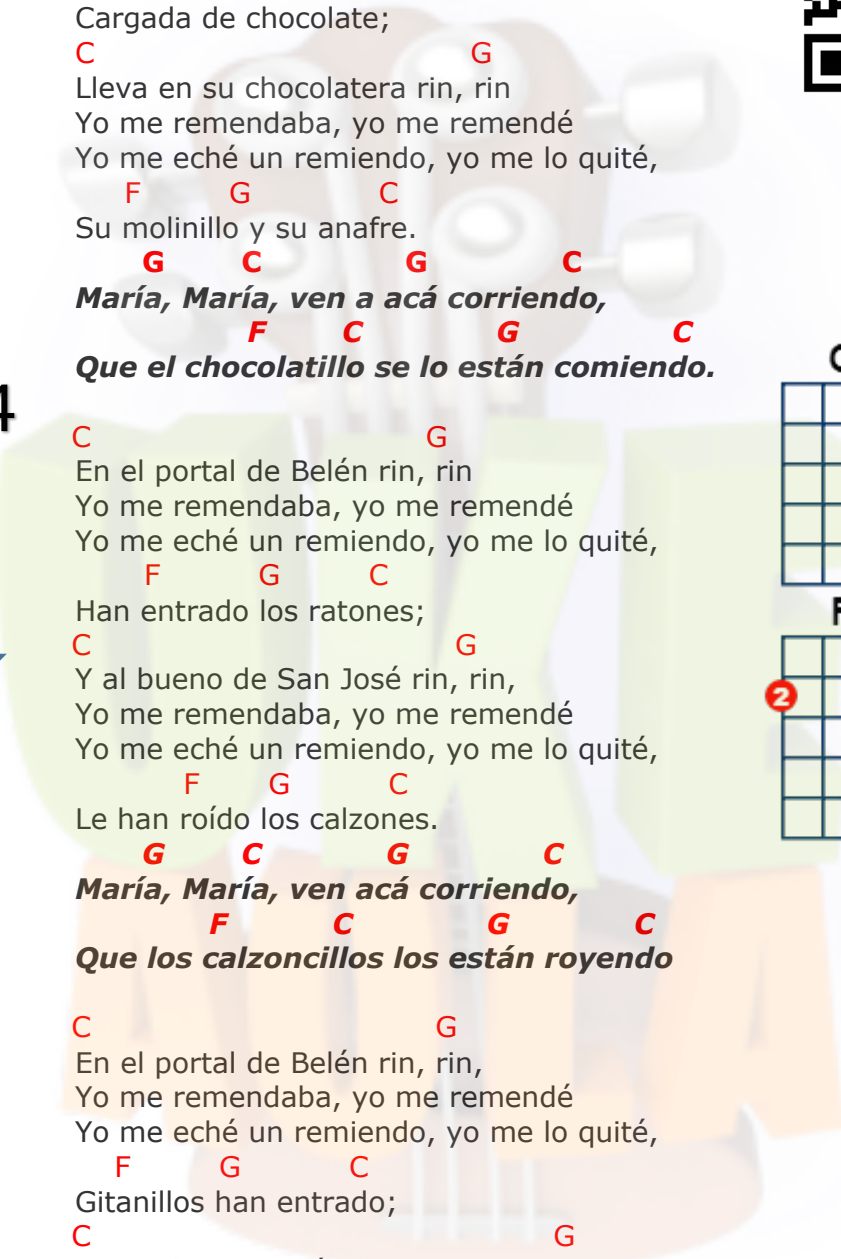 Cargada de chocolate;
C G
Lleva en su chocolatera rin, rin
Yo me remendaba, yo me remendé
Yo me eché un remiendo, yo me lo quité,
F G C
Su molinillo y su anafre.
G C G C
María, María, ven a acá corriendo,
F C G C
Que el chocolatillo se lo están comiendo.
4
C G
En el portal de Belén rin, rin
Yo me remendaba, yo me remendé
Yo me eché un remiendo, yo me lo quité,
F G C
Han entrado los ratones;
C G
Y al bueno de San José rin, rin,
Yo me remendaba, yo me remendé
Yo me eché un remiendo, yo me lo quité,
2
F G C
Le han roído los calzones.
G C G C
María, María, ven acá corriendo,
F C G C
Que los calzoncillos los están royendo
C G
En el portal de Belén rin, rin,
Yo me remendaba, yo me remendé
Yo me eché un remiendo, yo me lo quité,
F G C
Gitanillos han entrado;
C G
UKE
AULA